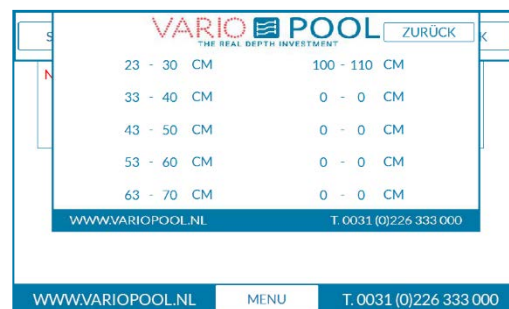 VARIO POOL
THE REAL DEPTH INVESTMENT
ZURÜCK
S
K
N
23 - 30 CM 100 - 110 CM
33 - 40 CM 0 - 0 CM
43 - 50 CM 0 - 0 CM
53 - 60 CM 0 - 0 CM
63 - 70 CM 0 - 0 CM
WWW.VARIOPOOL.NL T. 0031 (0)226 333 000
WWW.VARIOPOOL.NL MENU T. 0031 (0)226 333 000